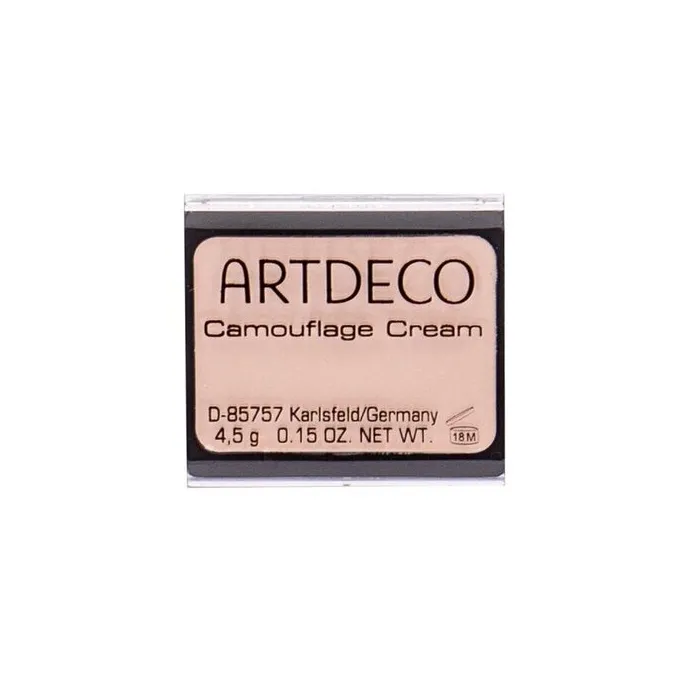 ARTDECO
Camouflage Cream
D-85757 Karlsfeld/Germany
4,5 g 0.15 OZ. NET WT.
18M